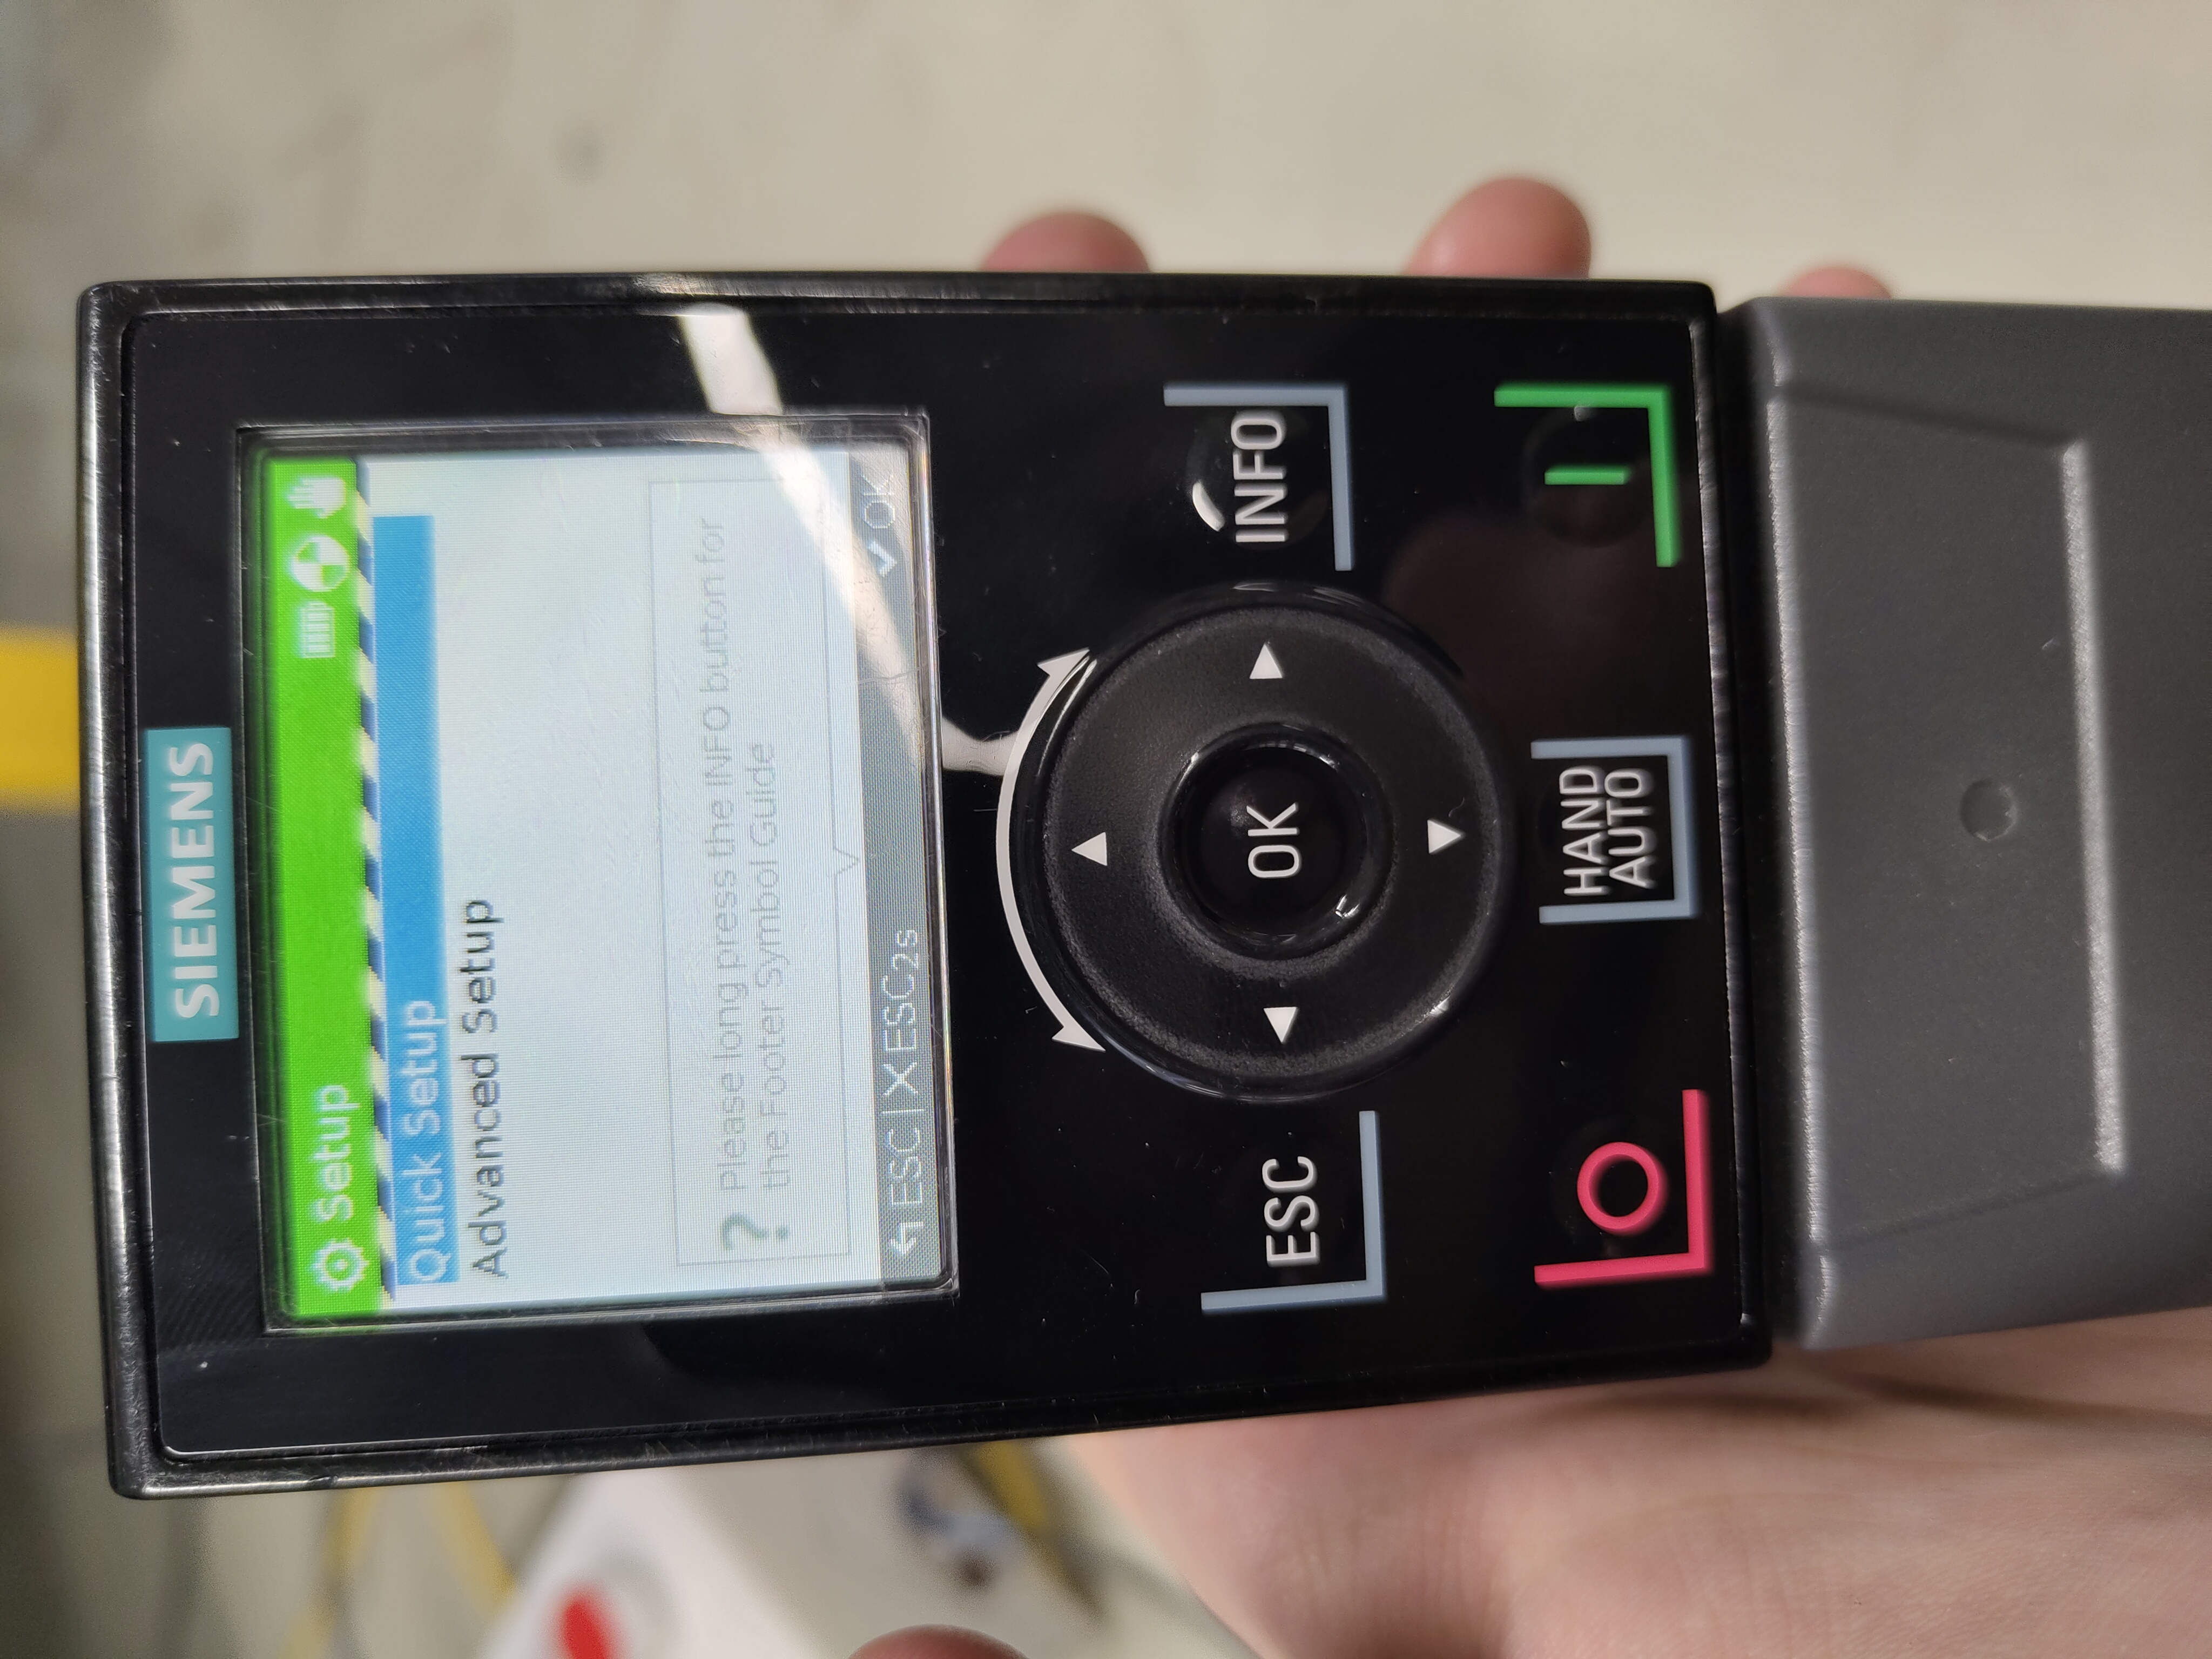 SIEMENS
Setup
Quick Setup
Advanced Setup
? Please long press the INFO button for
the Footer Symbol Guide
ESC | X ESC2s OK
OK
ESC
INFO
HAND
AUTO